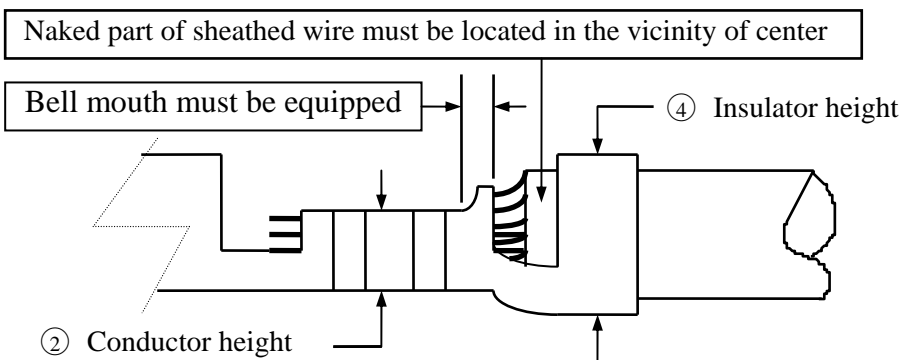 Naked part of sheathed wire must be located in the vicinity of center
Bell mouth must be equipped
④ Insulator height
② Conductor height